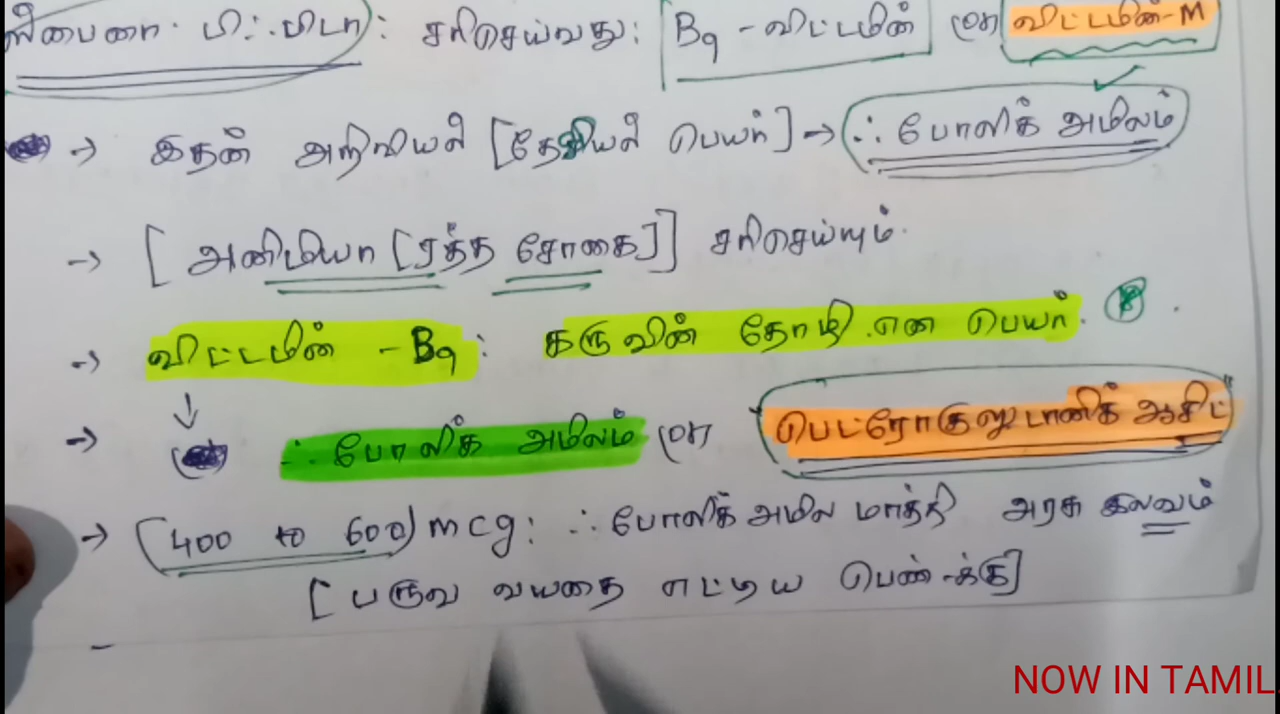 ஸ்பைனா பிஃபிடா: சரிசெய்வது: B9 - விட்டமின் (or) விட்டமின்-M
→ இதன் அறிவியல் [தேசியல் பெயர்] → ஃபோலிக் அமிலம்
→ [அனிமியா [ரத்த சோகை]] சரிசெய்யும்.
→ விட்டமின் - B9: கருவின் தோழி என பெயர்.
→ ஃபோலிக் அமிலம் (or) பெட்ரோகுளுடானிக் ஆசிட்
→ (400 to 600) mcg: ஃபோலிக் அமில மாத்திரை அரசு இலவம்
[பருவ வயதை எட்டிய பெண்-க்கு]
NOW IN TAMIL